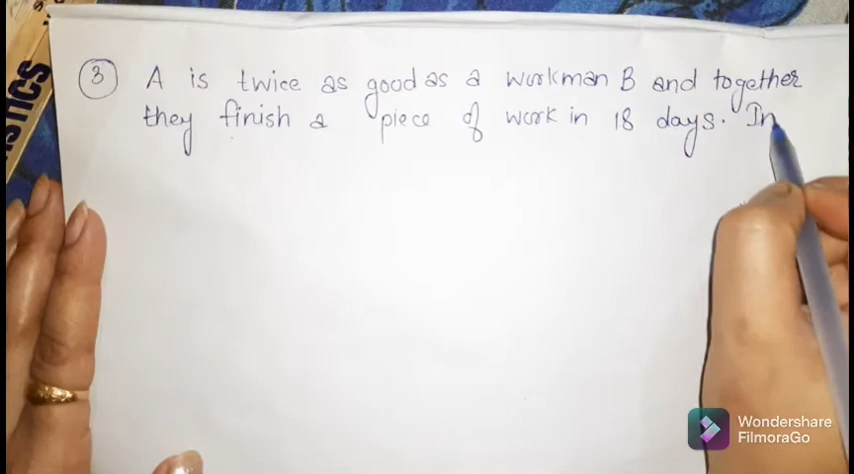 STICS
3 A is twice as good as a workman B and together
they finish a piece of work in 18 days. In
Wondershare
FilmoraGo